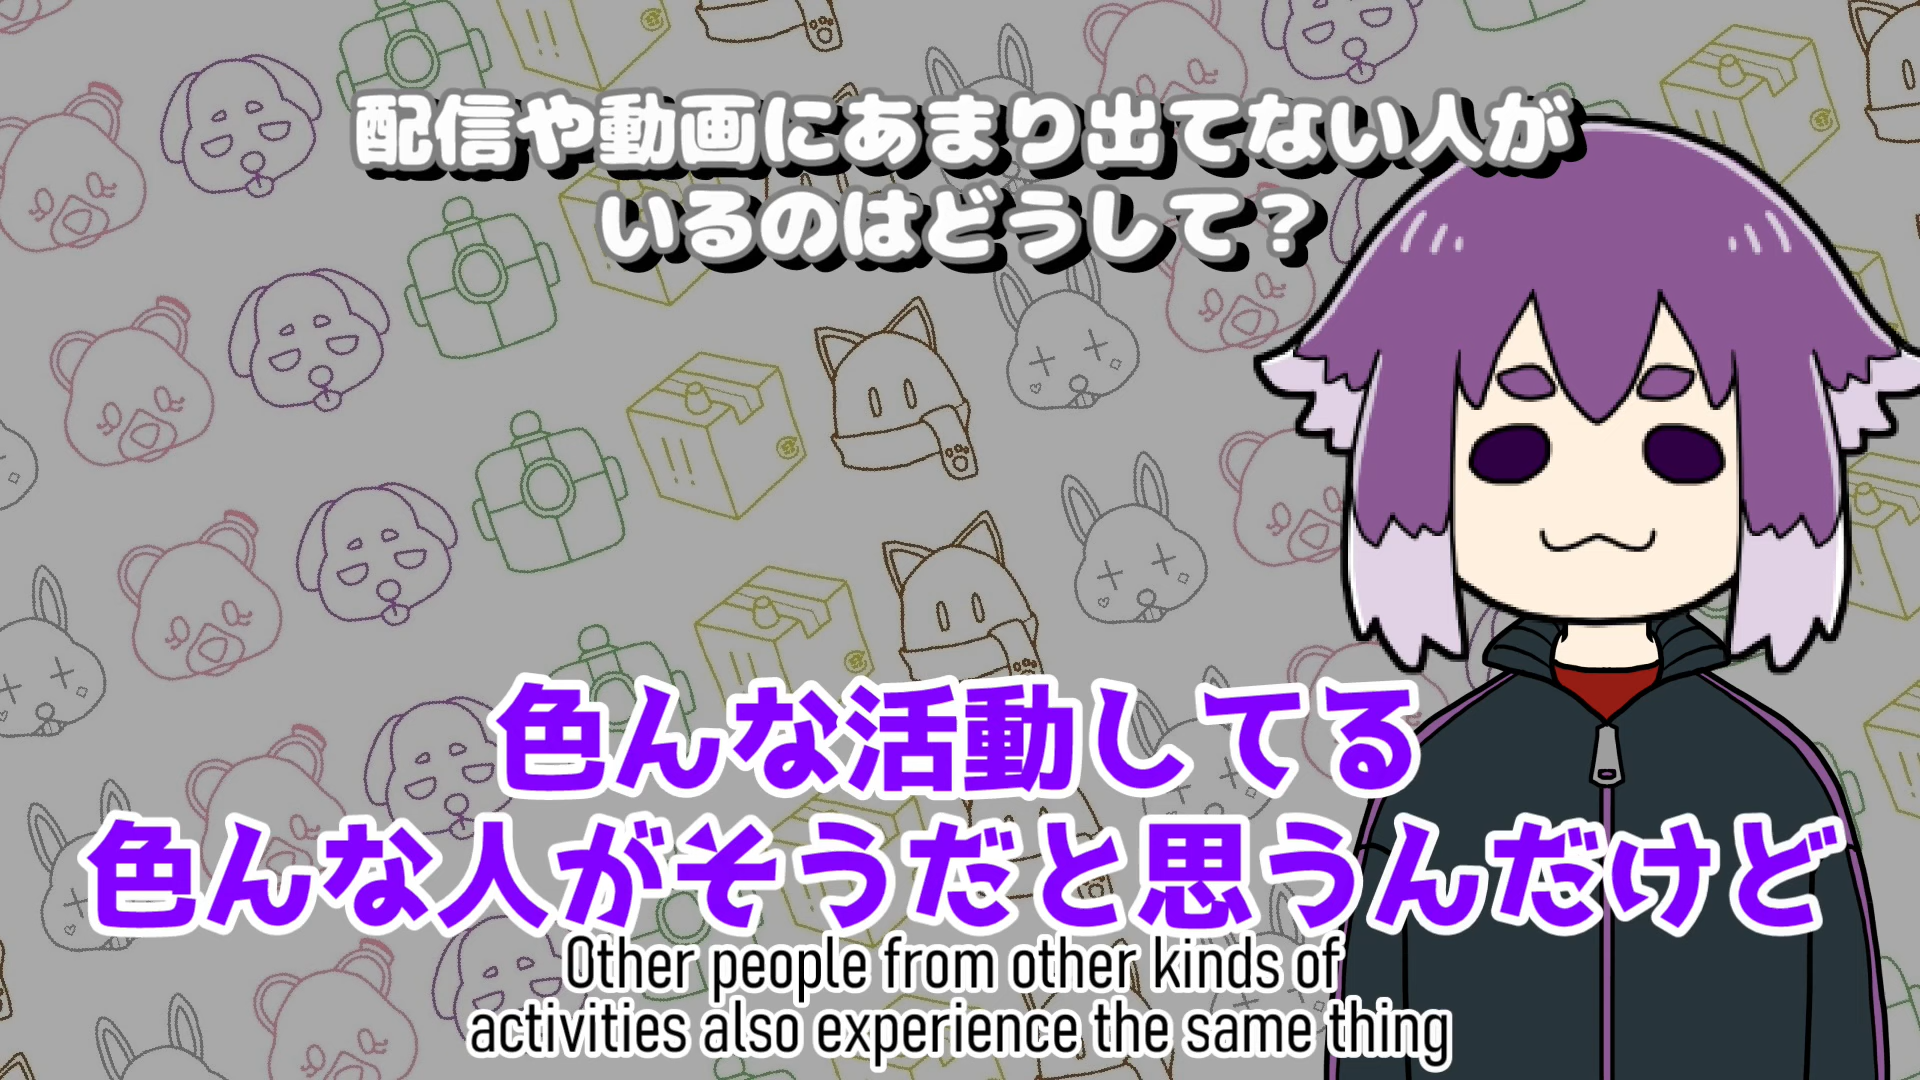 配信や動画にあまり出てない人が
いるのはどうして？
色んな活動してる
色んな人がそうだと思うんだけど
Other people from other kinds of
activities also experience the same thing